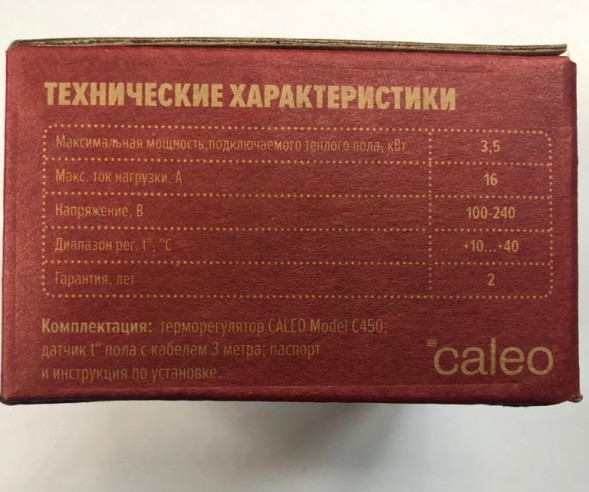 ТЕХНИЧЕСКИЕ ХАРАКТЕРИСТИКИ
Максимальная мощность,подключаемого теплого пола, кВт 3,5
Макс. ток нагрузки, А 16
Напряжение, В 100-240
Диапазон рег. t°, °C +10...+40
Гарантия, лет 2
Комплектация: терморегулятор CALEO Model C450;
датчик t° пола с кабелем 3 метра; паспорт
и инструкция по установке.
caleo